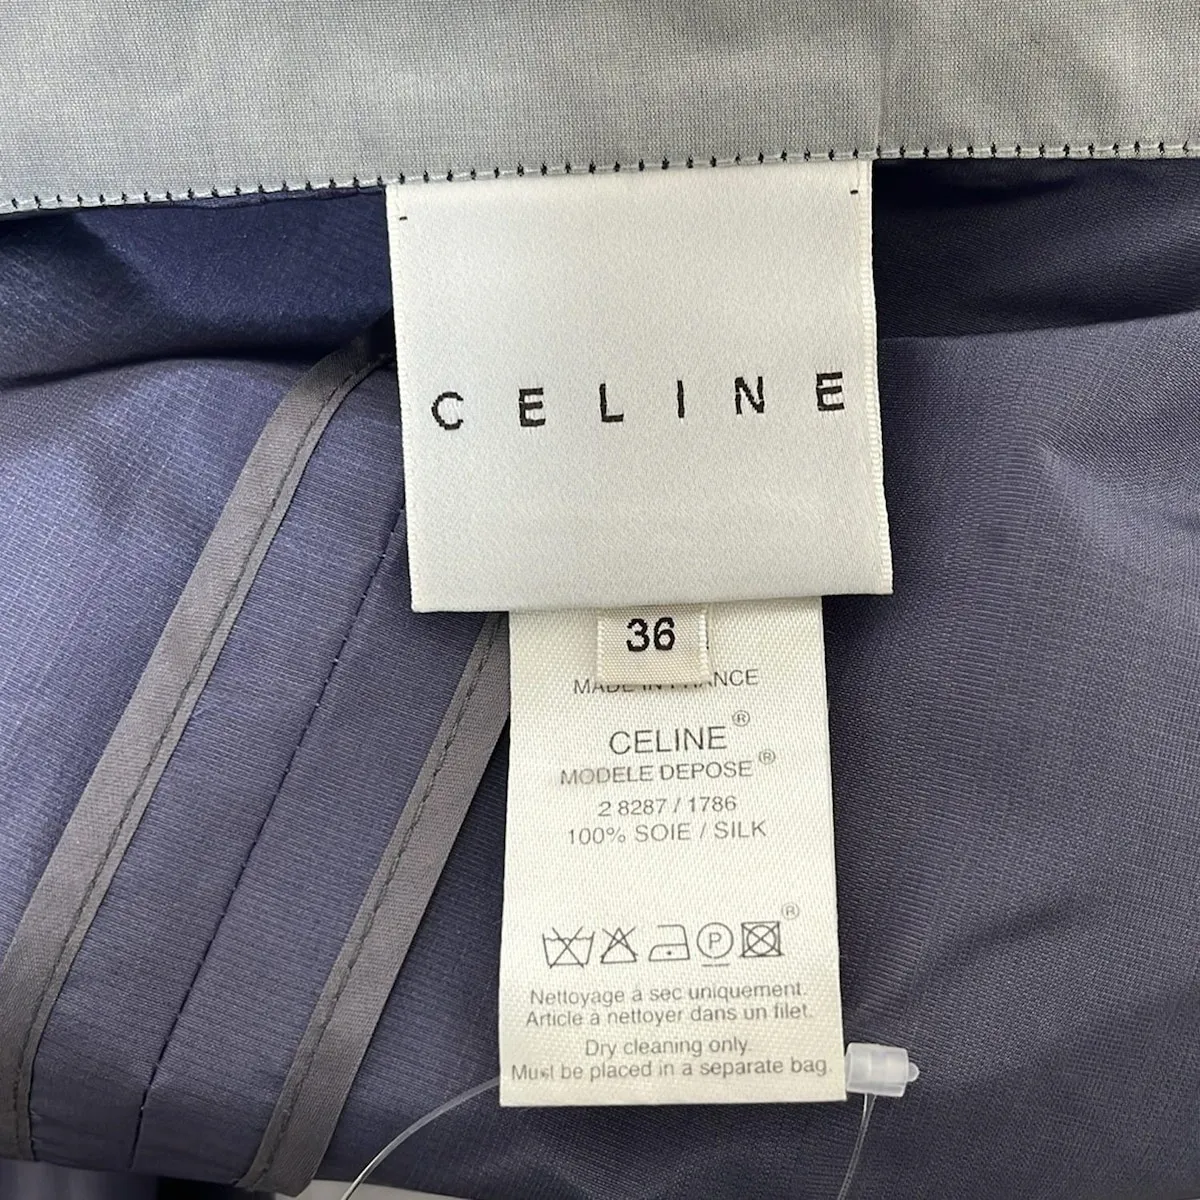 CELINE
36
MADE IN FRANCE
CELINE®
MODELE DEPOSE®
2 8287 / 1786
100% SOIE / SILK
P ®
Nettoyage à sec uniquement.
Article à nettoyer dans un filet.
Dry cleaning only.
Must be placed in a separate bag.